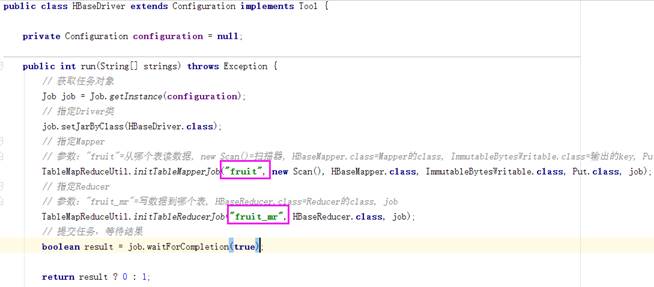 public class HBaseDriver extends Configuration implements Tool {
private Configuration configuration = null;
public int run(String[] strings) throws Exception {
// 获取任务对象
Job job = Job.getInstance(configuration);
// 指定Driver类
job.setJarByClass(HBaseDriver.class);
// 指定Mapper
// 参数: "fruit"=从哪个表读数据, new Scan()=扫描器, HBaseMapper.class=Mapper的class, ImmutableBytesWritable.class=输出的key, Put
TableMapReduceUtil.initTableMapperJob("fruit", new Scan(), HBaseMapper.class, ImmutableBytesWritable.class, Put.class, job);
// 指定Reducer
// 参数: "fruit_mr"=写数据到哪个表, HBaseReducer.class=Reducer的class, job
TableMapReduceUtil.initTableReducerJob("fruit_mr", HBaseReducer.class, job);
// 提交任务, 等待结果
boolean result = job.waitForCompletion(true);
return result ? 0 : 1;